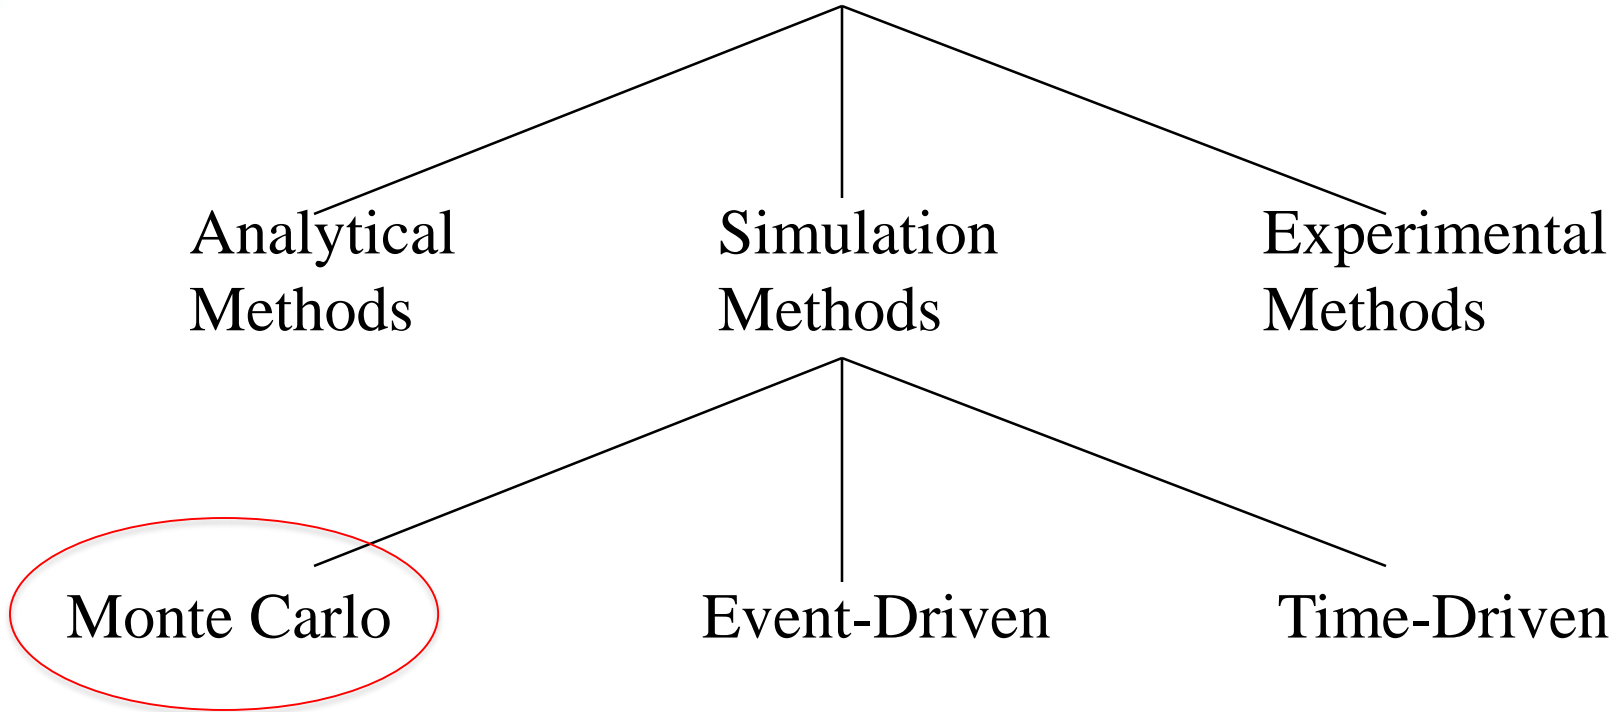 Analytical
Methods
Simulation
Methods
Experimental
Methods
Monte Carlo
Event-Driven
Time-Driven